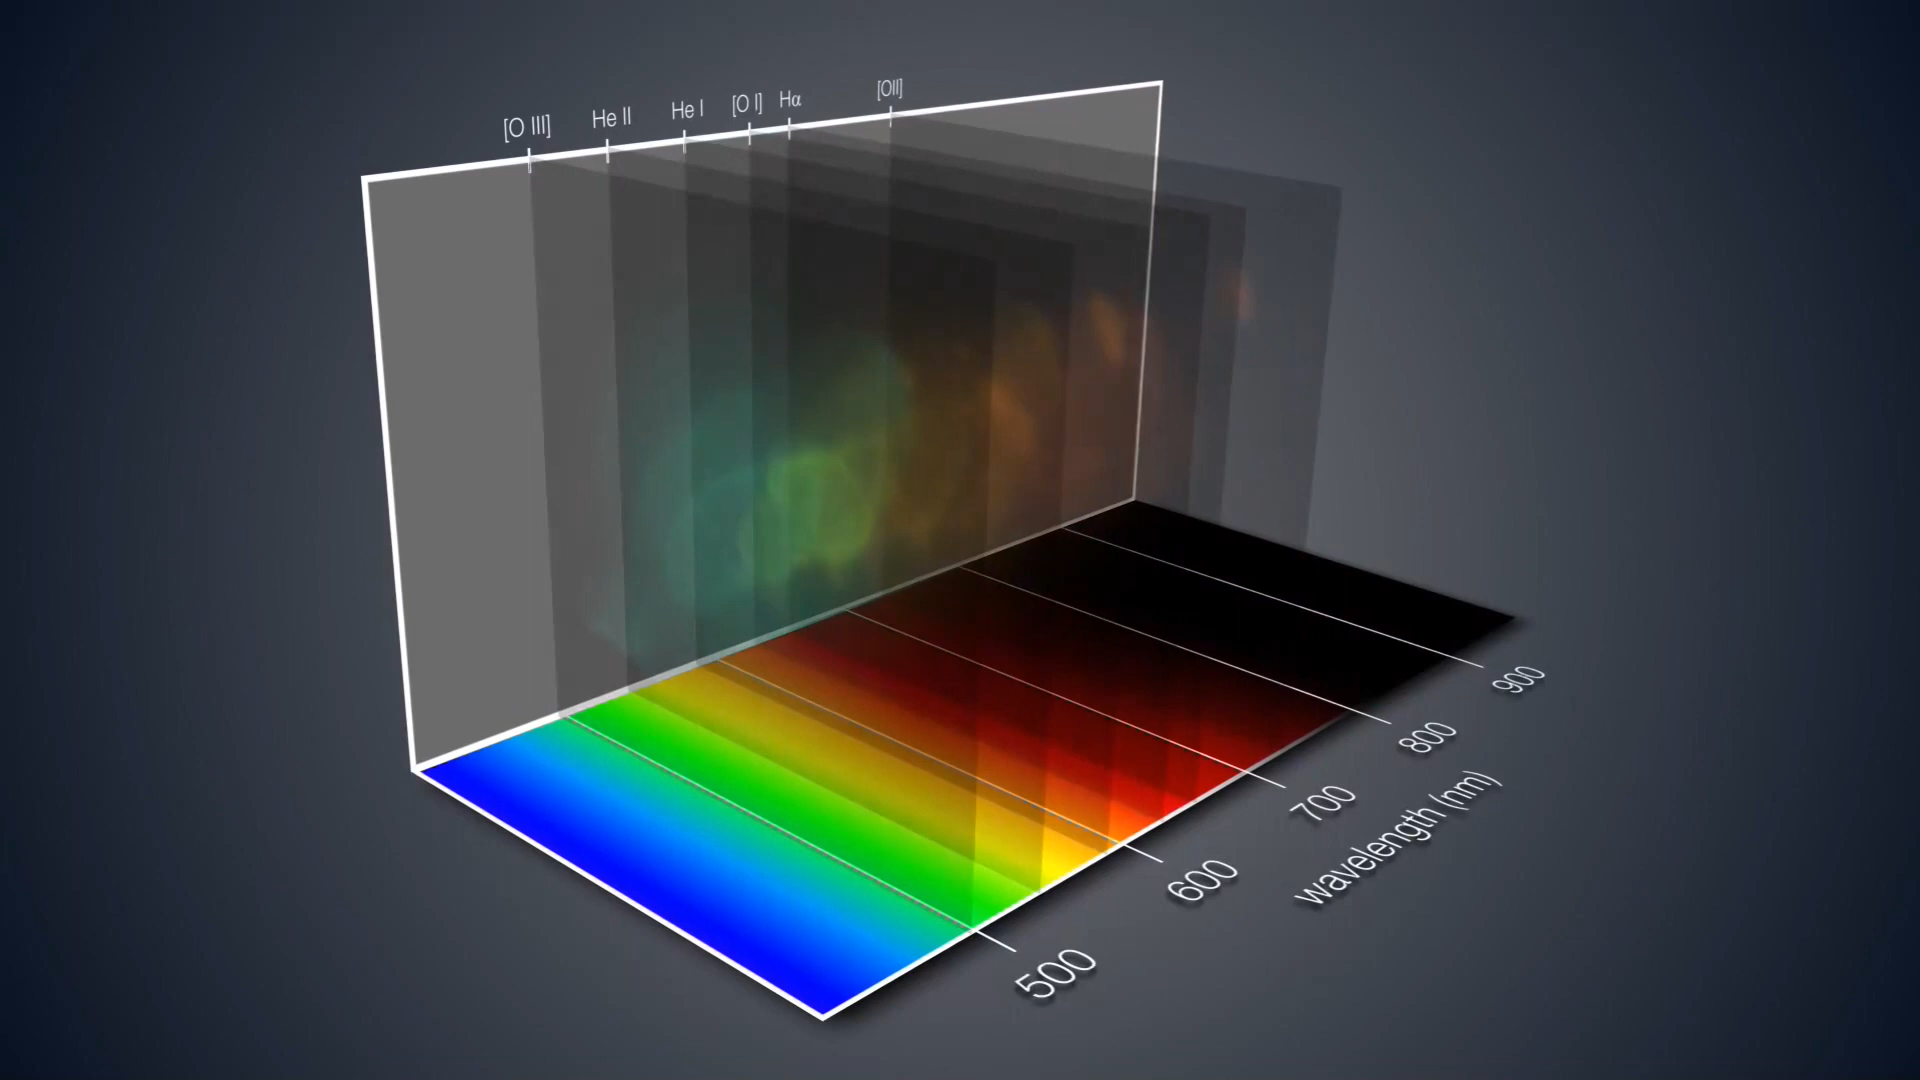 [O III]
He II
He I
[O I]
Hα
[OII]
900
800
700
600
500
wavelength (nm)